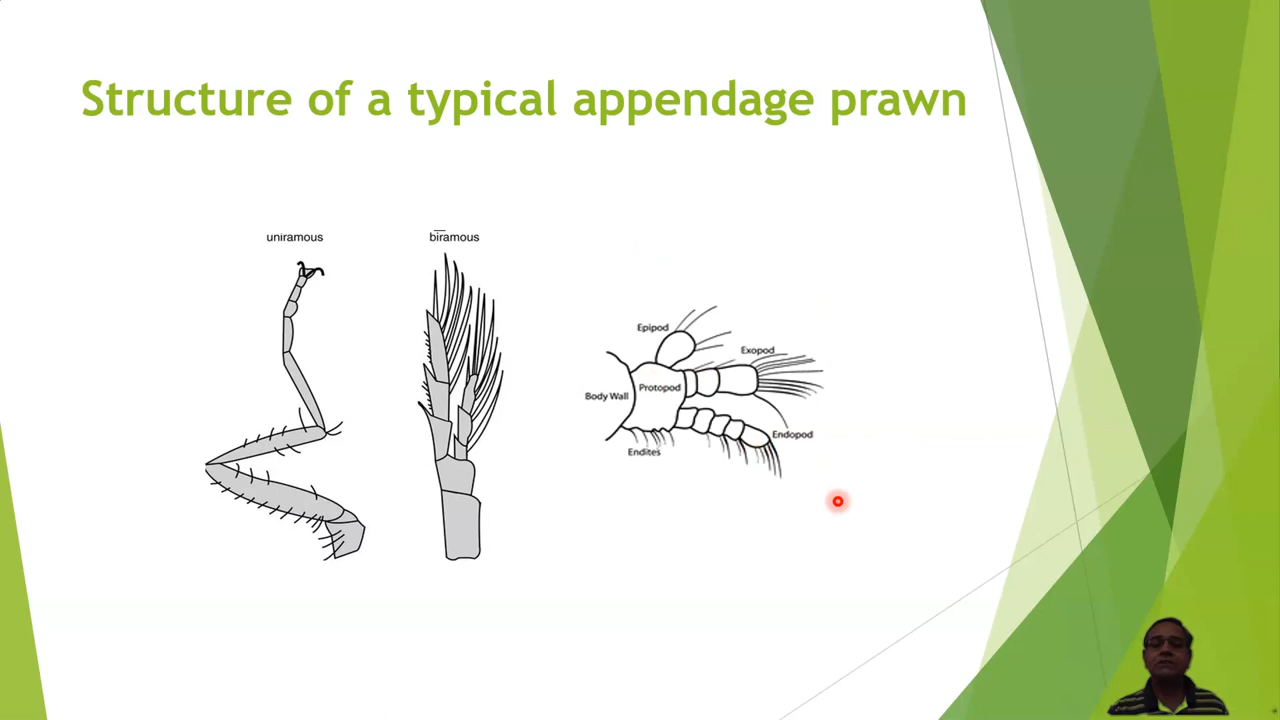 Structure of a typical appendage prawn
uniramous
biramous
Epipod
Exopod
Protopod
Body Wall
Endopod
Endites